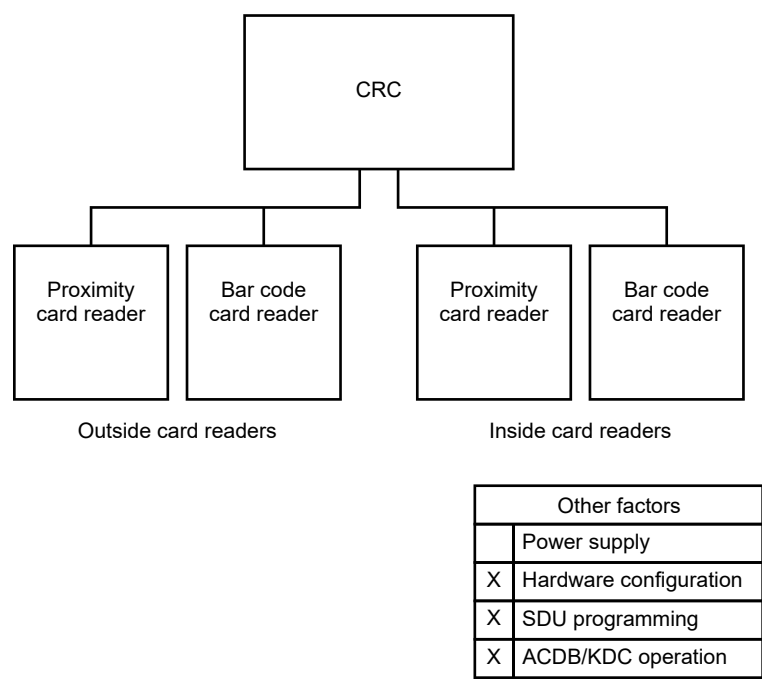 CRC
Proximity
card reader
Bar code
card reader
Proximity
card reader
Bar code
card reader
Outside card readers
Inside card readers
Other factors
Power supply
X Hardware configuration
X SDU programming
X ACDB/KDC operation